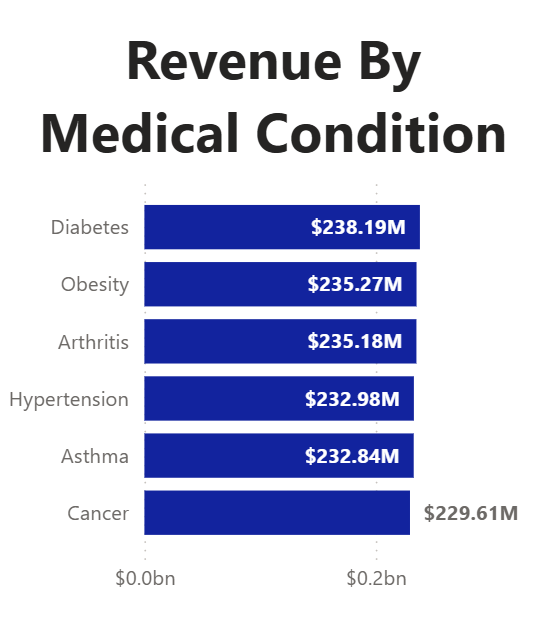 Revenue By
Medical Condition
Diabetes $238.19M
Obesity $235.27M
Arthritis $235.18M
Hypertension $232.98M
Asthma $232.84M
Cancer $229.61M
$0.0bn $0.2bn